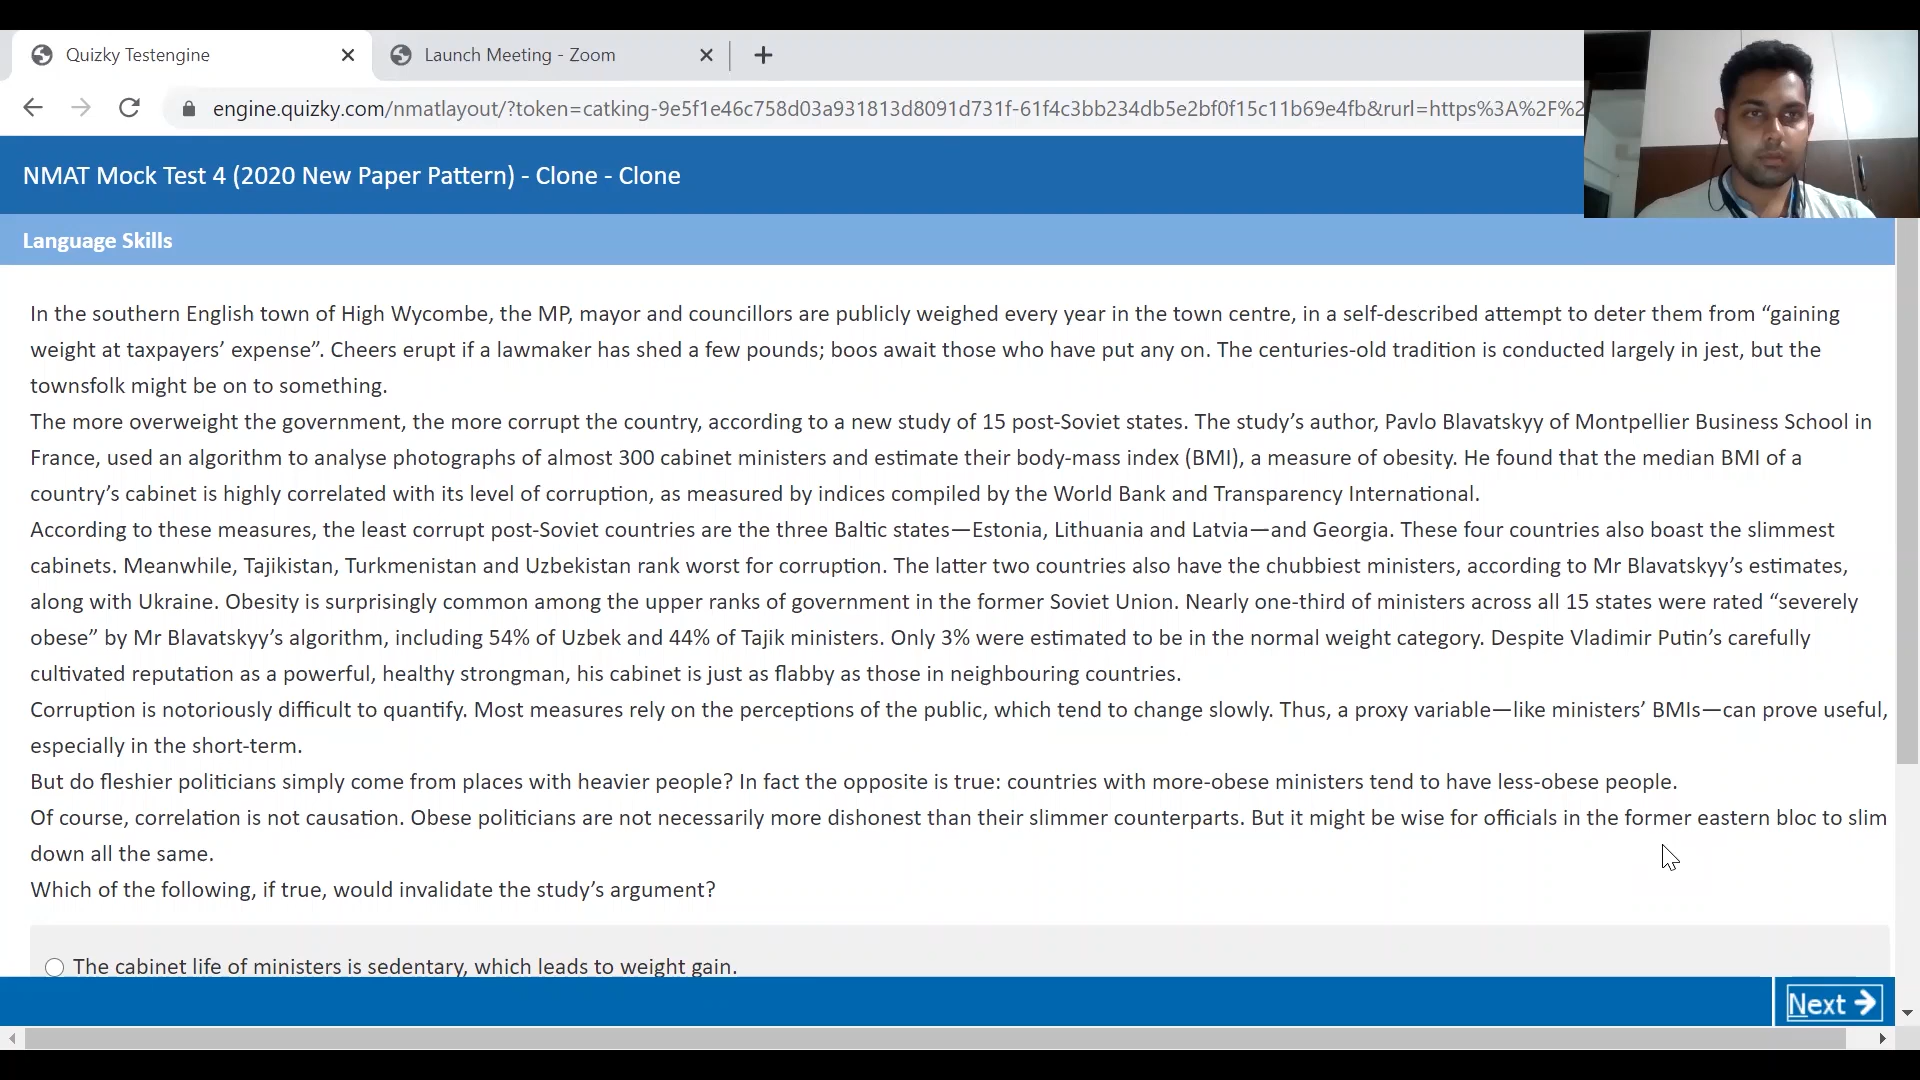 Quizky Testengine
Launch Meeting - Zoom
engine.quizky.com/nmatlayout/?token=catking-9e5f1e46c758d03a931813d8091d731f-61f4c3bb234db5e2bf0f15c11b69e4fb&rurl=https%3A%2F%2
NMAT Mock Test 4 (2020 New Paper Pattern) - Clone - Clone
Language Skills
In the southern English town of High Wycombe, the MP, mayor and councillors are publicly weighed every year in the town centre, in a self-described attempt to deter them from “gaining
weight at taxpayers’ expense”. Cheers erupt if a lawmaker has shed a few pounds; boos await those who have put any on. The centuries-old tradition is conducted largely in jest, but the
townsfolk might be on to something.
The more overweight the government, the more corrupt the country, according to a new study of 15 post-Soviet states. The study’s author, Pavlo Blavatskyy of Montpellier Business School in
France, used an algorithm to analyse photographs of almost 300 cabinet ministers and estimate their body-mass index (BMI), a measure of obesity. He found that the median BMI of a
country’s cabinet is highly correlated with its level of corruption, as measured by indices compiled by the World Bank and Transparency International.
According to these measures, the least corrupt post-Soviet countries are the three Baltic states—Estonia, Lithuania and Latvia—and Georgia. These four countries also boast the slimmest
cabinets. Meanwhile, Tajikistan, Turkmenistan and Uzbekistan rank worst for corruption. The latter two countries also have the chubbiest ministers, according to Mr Blavatskyy’s estimates,
along with Ukraine. Obesity is surprisingly common among the upper ranks of government in the former Soviet Union. Nearly one-third of ministers across all 15 states were rated “severely
obese” by Mr Blavatskyy’s algorithm, including 54% of Uzbek and 44% of Tajik ministers. Only 3% were estimated to be in the normal weight category. Despite Vladimir Putin’s carefully
cultivated reputation as a powerful, healthy strongman, his cabinet is just as flabby as those in neighbouring countries.
Corruption is notoriously difficult to quantify. Most measures rely on the perceptions of the public, which tend to change slowly. Thus, a proxy variable—like ministers’ BMIs—can prove useful,
especially in the short-term.
But do fleshier politicians simply come from places with heavier people? In fact the opposite is true: countries with more-obese ministers tend to have less-obese people.
Of course, correlation is not causation. Obese politicians are not necessarily more dishonest than their slimmer counterparts. But it might be wise for officials in the former eastern bloc to slim
down all the same.
Which of the following, if true, would invalidate the study’s argument?
The cabinet life of ministers is sedentary, which leads to weight gain.
Next